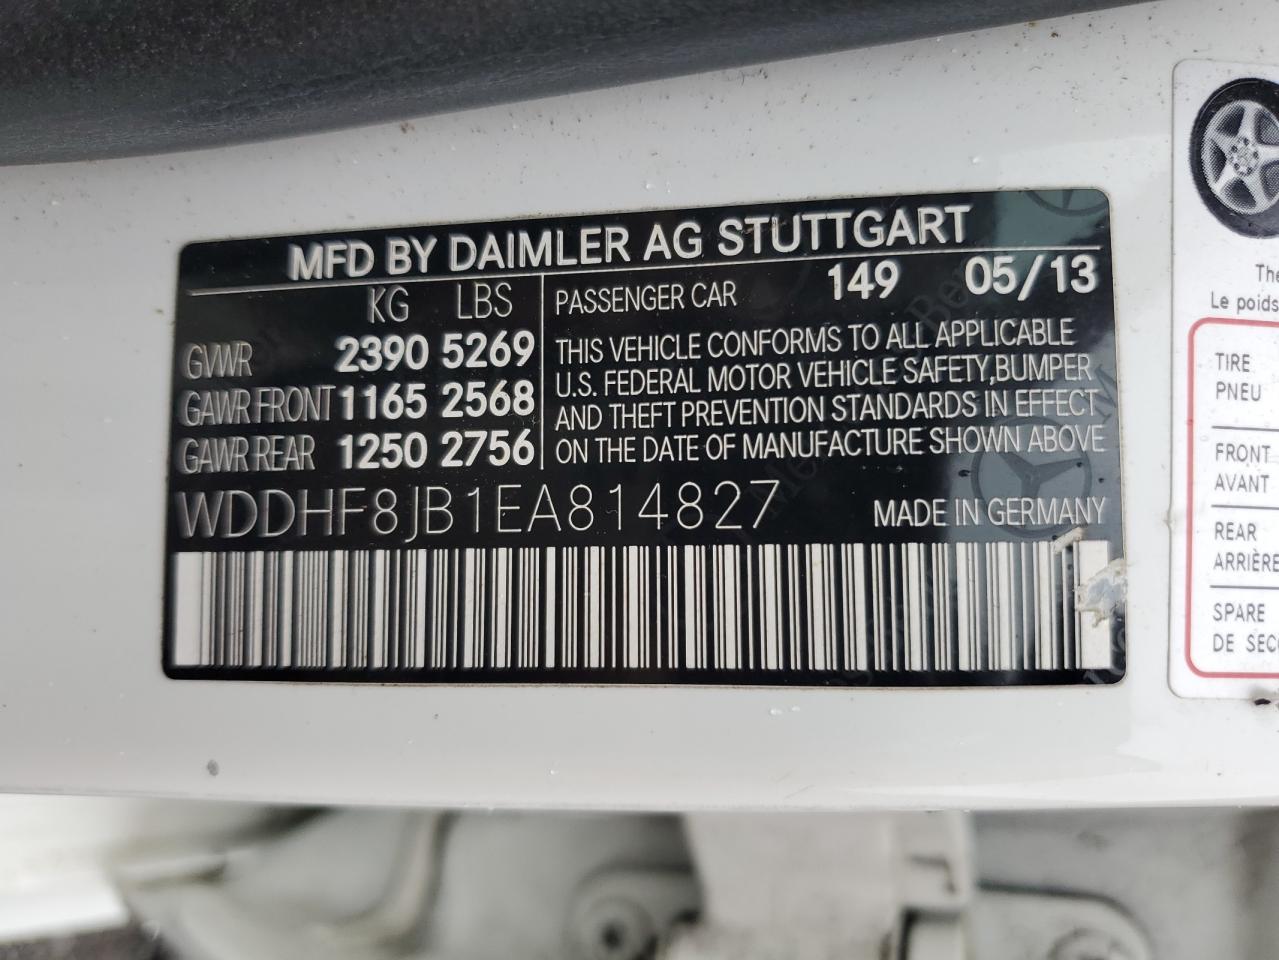 MFD BY DAIMLER AG STUTTGART
KG LBS
GVWR 2390 5269
GAWR FRONT 1165 2568
GAWR REAR 1250 2756
PASSENGER CAR 149 05/13
THIS VEHICLE CONFORMS TO ALL APPLICABLE
U.S. FEDERAL MOTOR VEHICLE SAFETY, BUMPER
AND THEFT PREVENTION STANDARDS IN EFFECT
ON THE DATE OF MANUFACTURE SHOWN ABOVE
WDDHF8JB1EA814827 MADE IN GERMANY
The
Le poids
TIRE
PNEU
FRONT
AVANT
REAR
ARRIÈRE
SPARE
DE